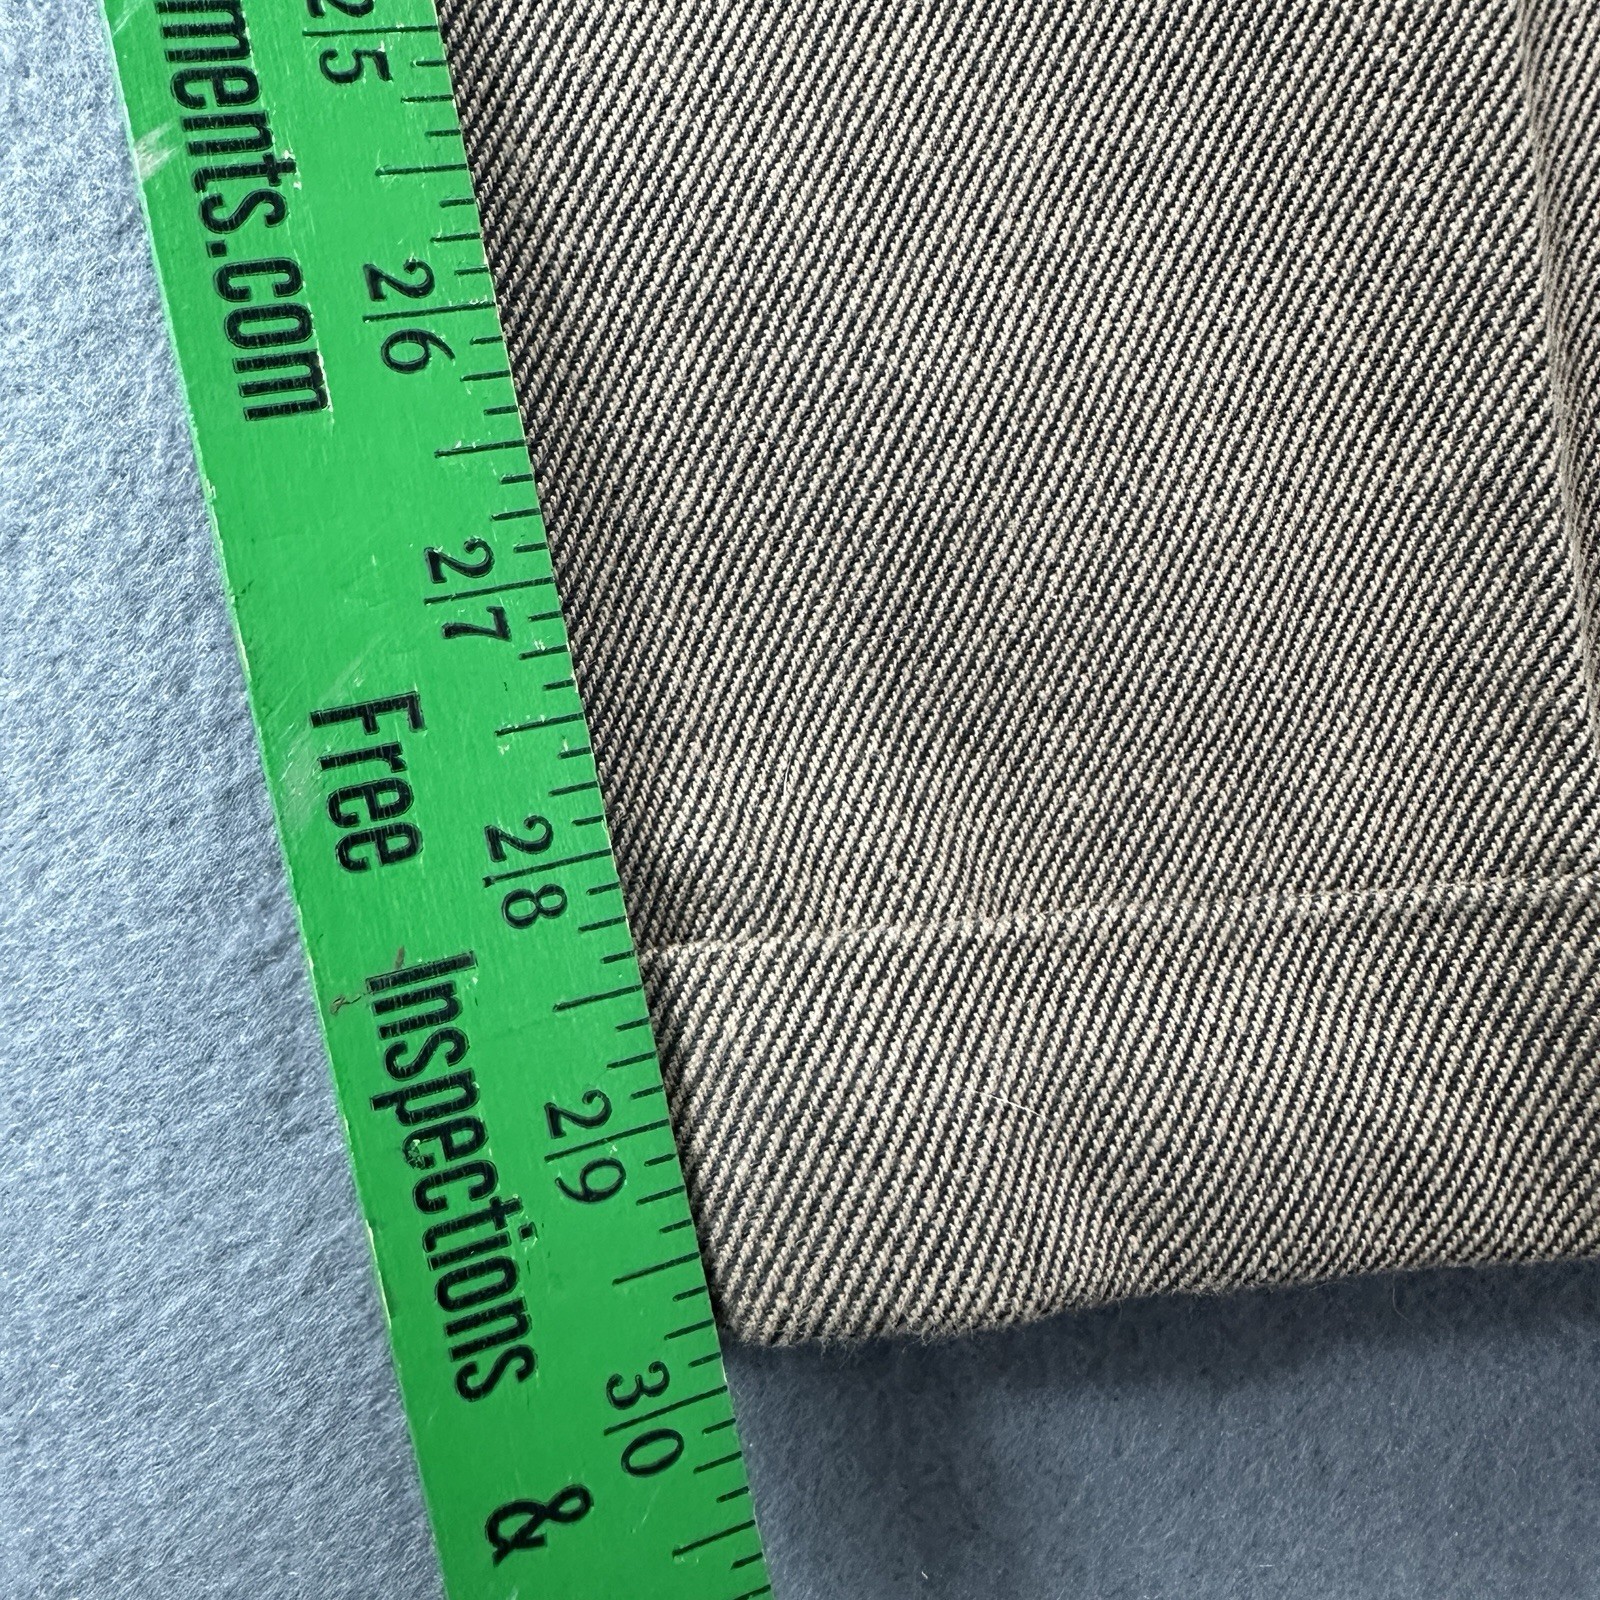 ments.com Free Inspections &
25 26 27 28 29 30